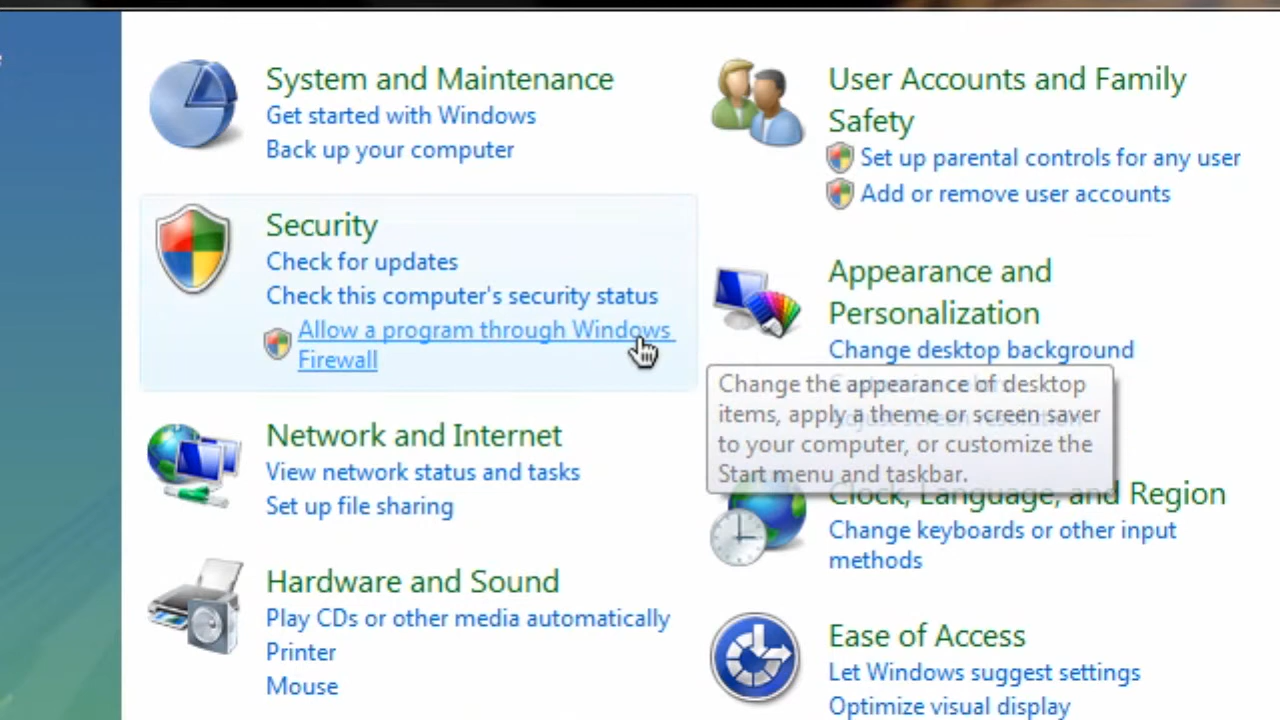 System and Maintenance
Get started with Windows
Back up your computer
Security
Check for updates
Check this computer's security status
Allow a program through Windows
Firewall
Network and Internet
View network status and tasks
Set up file sharing
Hardware and Sound
Play CDs or other media automatically
Printer
Mouse
User Accounts and Family
Safety
Set up parental controls for any user
Add or remove user accounts
Appearance and
Personalization
Change desktop background
Change the appearance of desktop
items, apply a theme or screen saver
to your computer, or customize the
Start menu and taskbar.
Adjust screen resolution
Clock, Language, and Region
Change keyboards or other input
methods
Ease of Access
Let Windows suggest settings
Optimize visual display